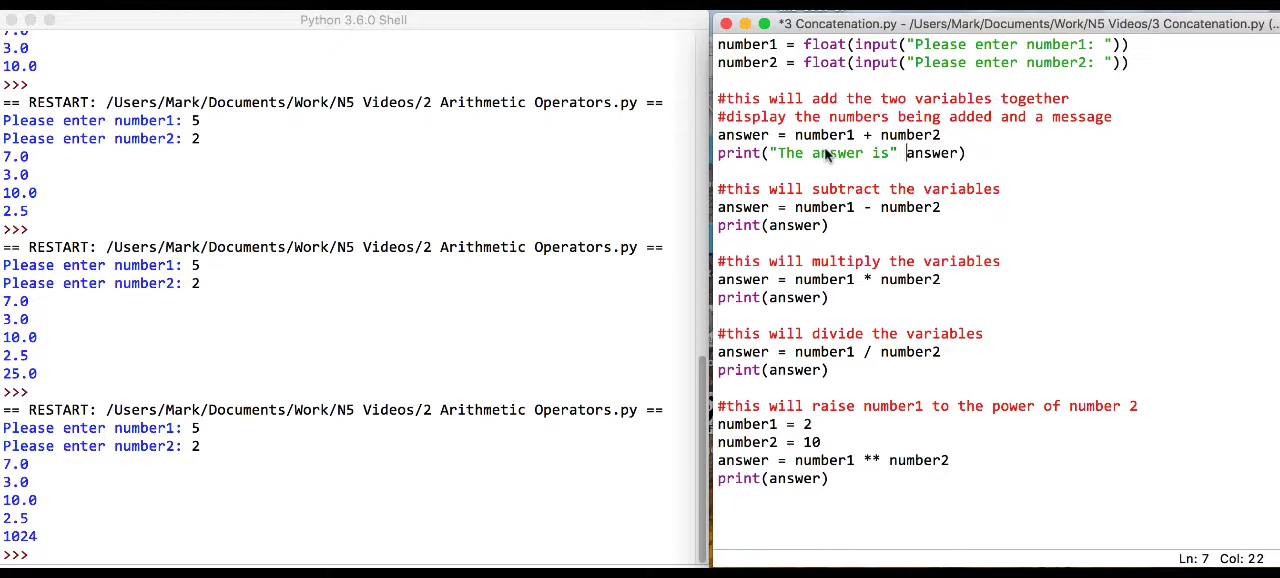 Python 3.6.0 Shell
7.0
3.0
10.0
>>>
== RESTART: /Users/Mark/Documents/Work/N5 Videos/2 Arithmetic Operators.py ==
Please enter number1: 5
Please enter number2: 2
7.0
3.0
10.0
2.5
>>>
== RESTART: /Users/Mark/Documents/Work/N5 Videos/2 Arithmetic Operators.py ==
Please enter number1: 5
Please enter number2: 2
7.0
3.0
10.0
2.5
25.0
>>>
== RESTART: /Users/Mark/Documents/Work/N5 Videos/2 Arithmetic Operators.py ==
Please enter number1: 5
Please enter number2: 2
7.0
3.0
10.0
2.5
1024
>>>
*3 Concatenation.py - /Users/Mark/Documents/Work/N5 Videos/3 Concatenation.py (...
number1 = float(input("Please enter number1: "))
number2 = float(input("Please enter number2: "))
#this will add the two variables together
#display the numbers being added and a message
answer = number1 + number2
print("The answer is" answer)
#this will subtract the variables
answer = number1 - number2
print(answer)
#this will multiply the variables
answer = number1 * number2
print(answer)
#this will divide the variables
answer = number1 / number2
print(answer)
#this will raise number1 to the power of number 2
number1 = 2
number2 = 10
answer = number1 ** number2
print(answer)
Ln: 7 Col: 22